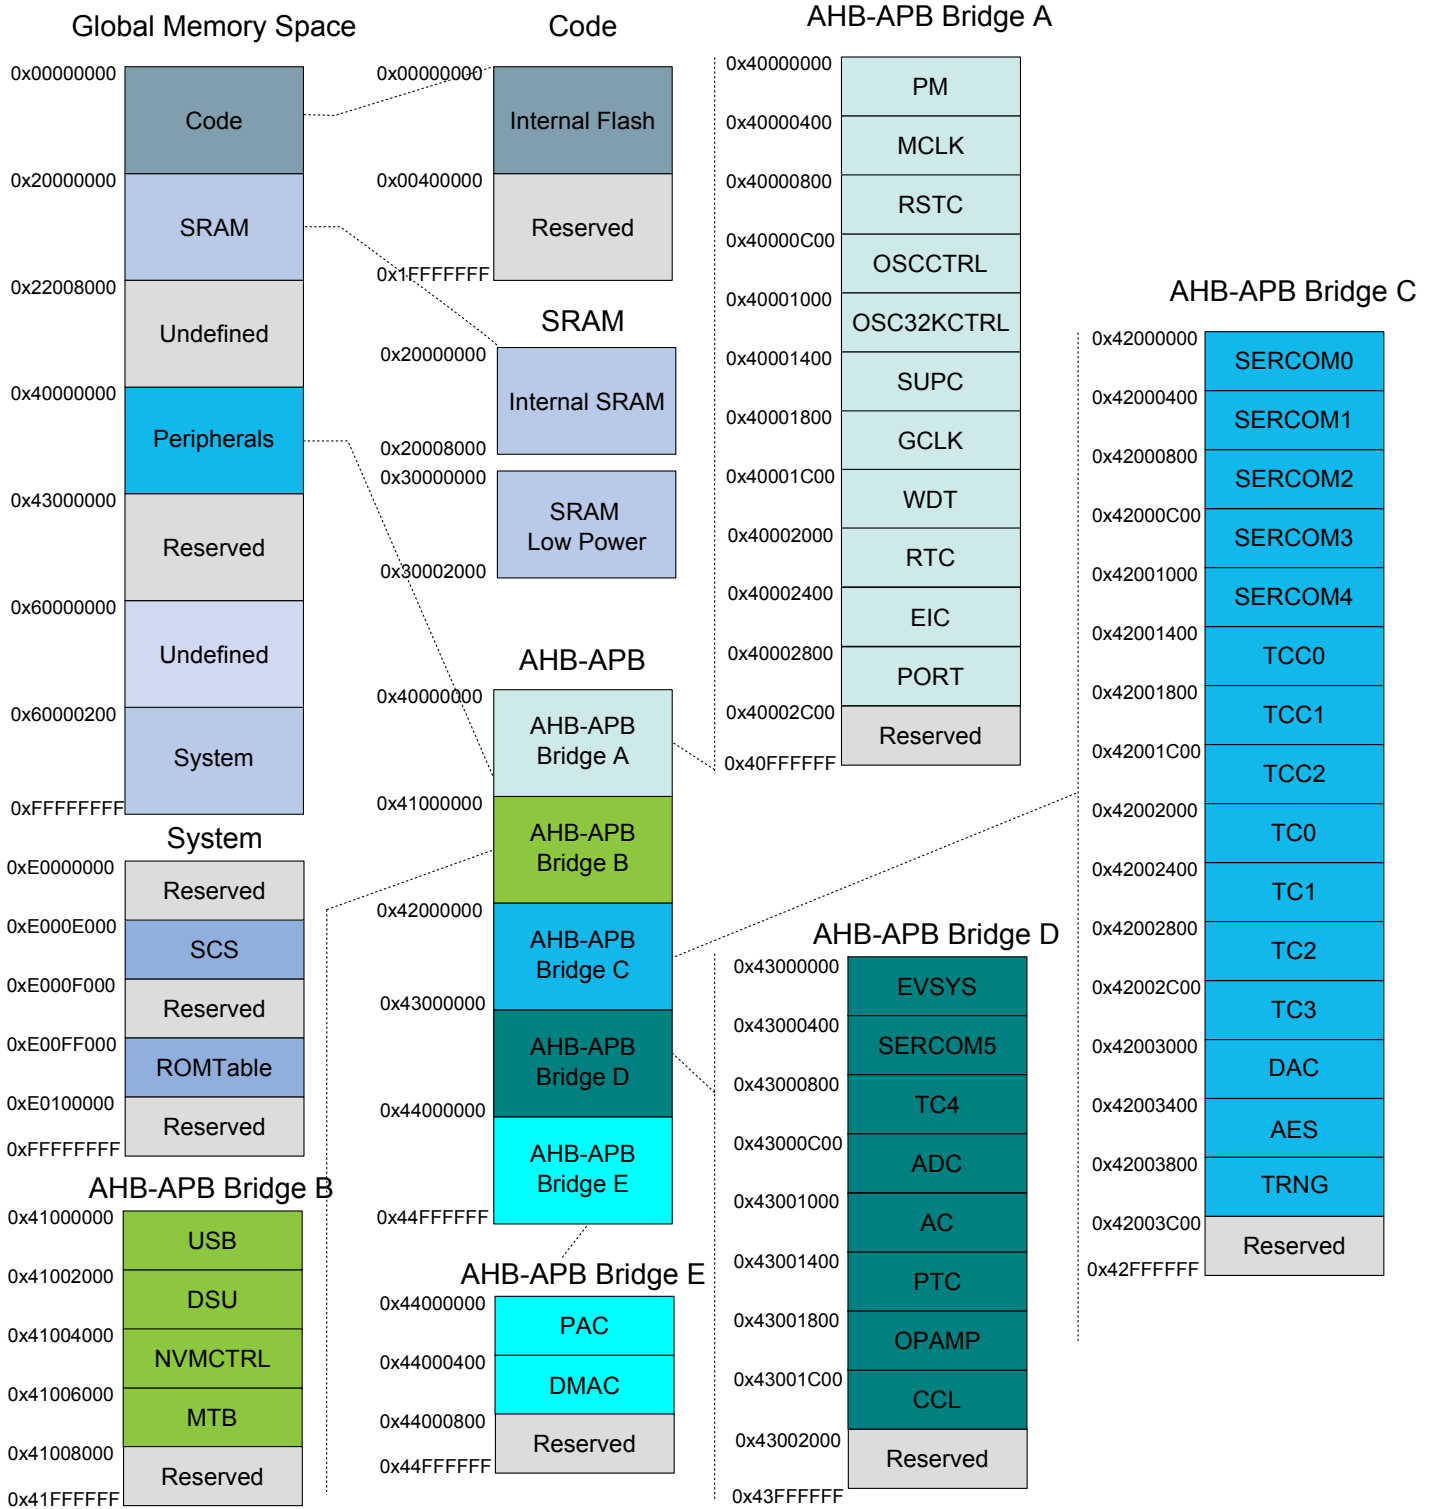 Global Memory Space
0x00000000
Code
0x20000000
SRAM
0x22008000
Undefined
0x40000000
Peripherals
0x43000000
Reserved
0x60000000
Undefined
0x60000200
System
0xFFFFFFFF
System
0xE0000000
Reserved
0xE000E000
SCS
0xE000F000
Reserved
0xE00FF000
ROMTable
0xE0100000
Reserved
0xFFFFFFFF
AHB-APB Bridge B
0x41000000
USB
0x41002000
DSU
0x41004000
NVMCTRL
0x41006000
MTB
0x41008000
Reserved
0x41FFFFFF
Code
0x00000000
Internal Flash
0x00400000
Reserved
0x1FFFFFFF
SRAM
0x20000000
Internal SRAM
0x20008000
0x30000000
SRAM
Low Power
0x30002000
AHB-APB
0x40000000
AHB-APB
Bridge A
0x41000000
AHB-APB
Bridge B
0x42000000
AHB-APB
Bridge C
0x43000000
AHB-APB
Bridge D
0x44000000
AHB-APB
Bridge E
0x44FFFFFF
AHB-APB Bridge E
0x44000000
PAC
0x44000400
DMAC
0x44000800
Reserved
0x44FFFFFF
AHB-APB Bridge A
0x40000000
PM
0x40000400
MCLK
0x40000800
RSTC
0x40000C00
OSCCTRL
0x40001000
OSC32KCTRL
0x40001400
SUPC
0x40001800
GCLK
0x40001C00
WDT
0x40002000
RTC
0x40002400
EIC
0x40002800
PORT
0x40002C00
Reserved
0x40FFFFFF
AHB-APB Bridge D
0x43000000
EVSYS
0x43000400
SERCOM5
0x43000800
TC4
0x43000C00
ADC
0x43001000
AC
0x43001400
PTC
0x43001800
OPAMP
0x43001C00
CCL
0x43002000
Reserved
0x43FFFFFF
AHB-APB Bridge C
0x42000000
SERCOM0
0x42000400
SERCOM1
0x42000800
SERCOM2
0x42000C00
SERCOM3
0x42001000
SERCOM4
0x42001400
TCC0
0x42001800
TCC1
0x42001C00
TCC2
0x42002000
TC0
0x42002400
TC1
0x42002800
TC2
0x42002C00
TC3
0x42003000
DAC
0x42003400
AES
0x42003800
TRNG
0x42003C00
Reserved
0x42FFFFFF